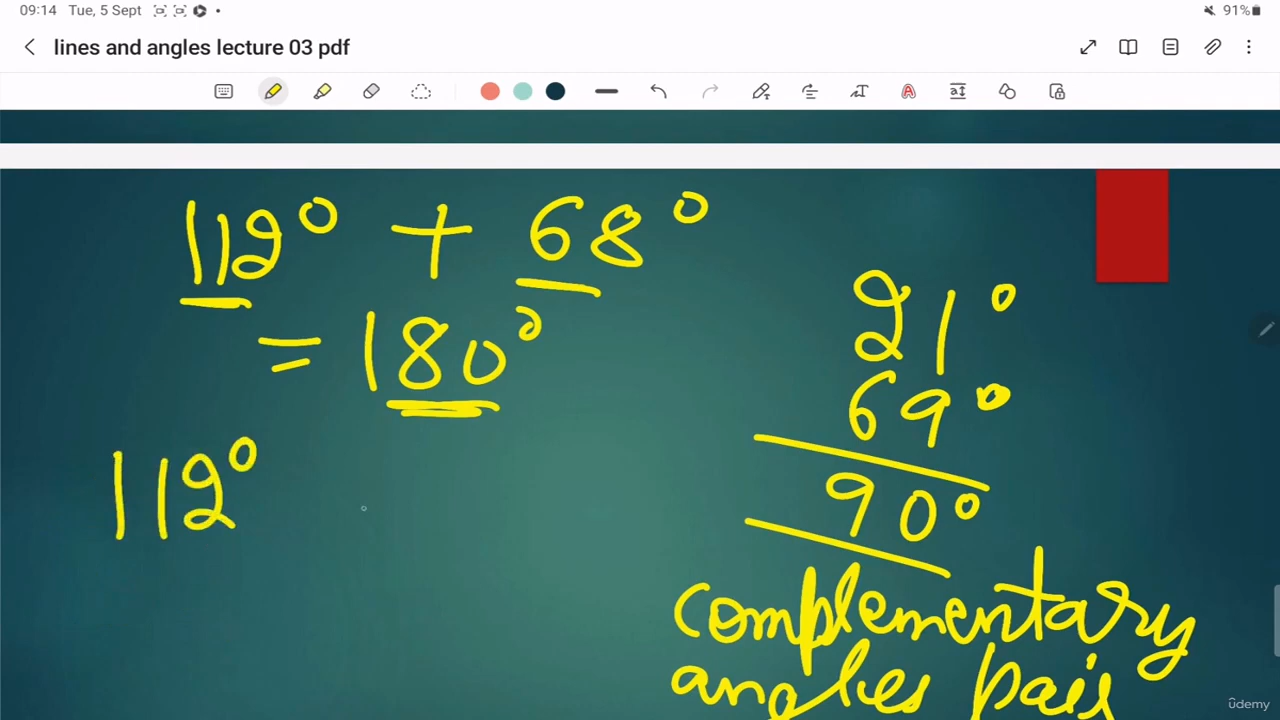 09:14 Tue, 5 Sept
91%
lines and angles lecture 03 pdf
112° + 68°
= 180°
112°
21°
69°
90°
complementary
angles pair
ûdemy